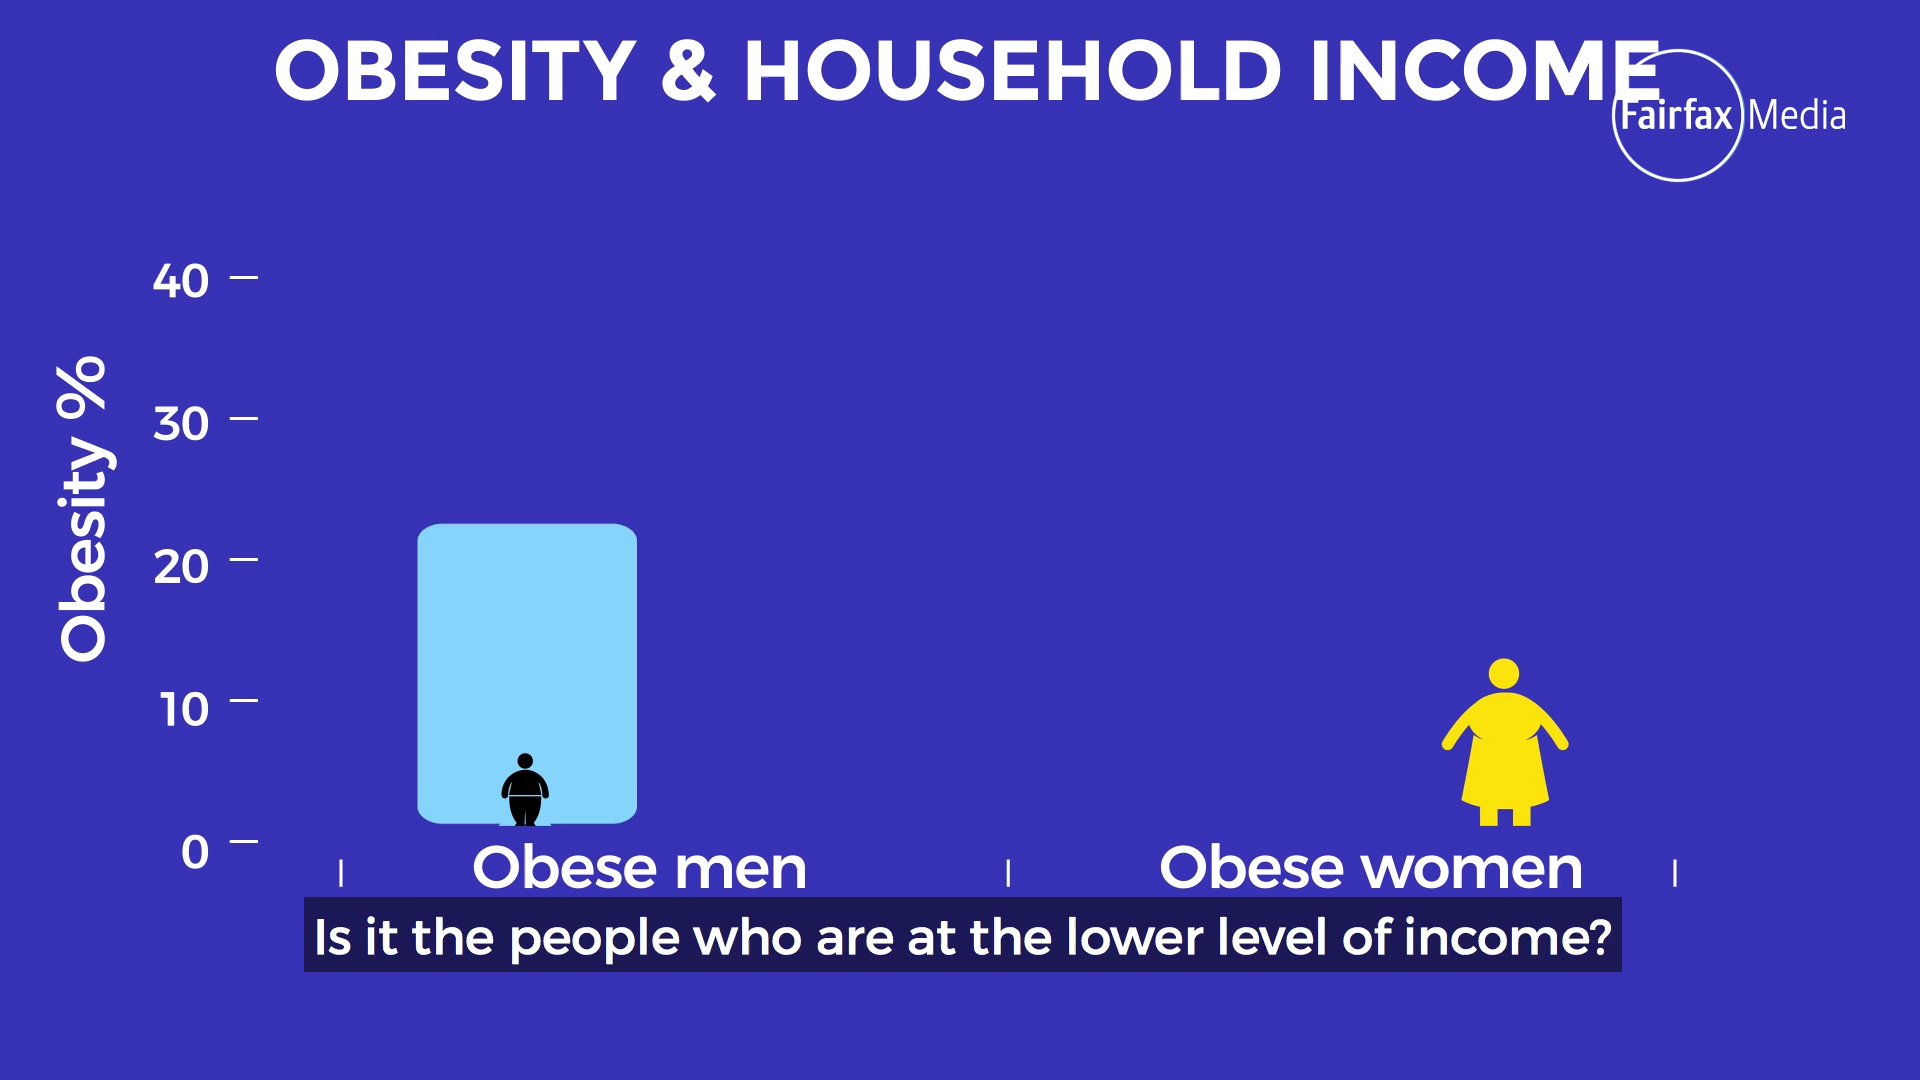 OBESITY & HOUSEHOLD INCOME
Fairfax Media
Obesity %
40
30
20
10
0
Obese men
Obese women
Is it the people who are at the lower level of income?